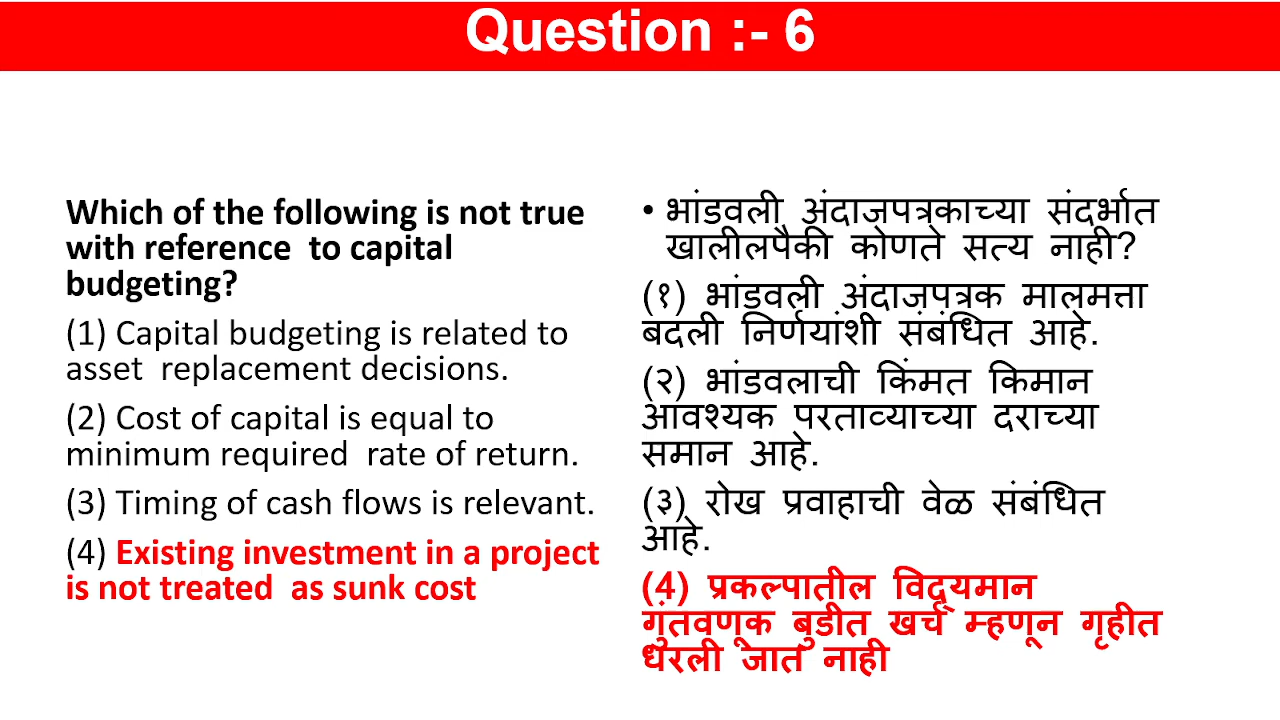 Question :- 6
Which of the following is not true
with reference to capital
budgeting?
(1) Capital budgeting is related to
asset replacement decisions.
(2) Cost of capital is equal to
minimum required rate of return.
(3) Timing of cash flows is relevant.
(4) Existing investment in a project
is not treated as sunk cost
• भांडवली अंदाजपत्रकाच्या संदर्भात
खालीलपैकी कोणते सत्य नाही?
(१) भांडवली अंदाजपत्रक मालमत्ता
बदली निर्णयांशी संबंधित आहे.
(२) भांडवलाची किंमत किमान
आवश्यक परताव्याच्या दराच्या
समान आहे.
(३) रोख प्रवाहाची वेळ संबंधित
आहे.
(4) प्रकल्पातील विद्यमान
गुंतवणूक बुडीत खर्च म्हणून गृहीत
धरली जात नाही